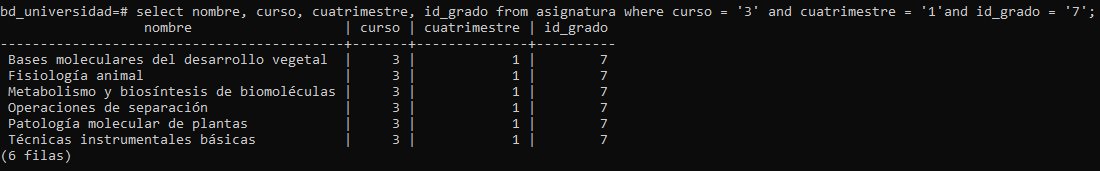 bd_universidad=# select nombre, curso, cuatrimestre, id_grado from asignatura where curso = '3' and cuatrimestre = '1'and id_grado = '7';
                     nombre                      | curso | cuatrimestre | id_grado
-------------------------------------------+-------+--------------+----------
 Bases moleculares del desarrollo vegetal  |     3 |            1 |        7
 Fisiología animal                         |     3 |            1 |        7
 Metabolismo y biosíntesis de biomoléculas |     3 |            1 |        7
 Operaciones de separación                 |     3 |            1 |        7
 Patología molecular de plantas            |     3 |            1 |        7
 Técnicas instrumentales básicas           |     3 |            1 |        7
(6 filas)